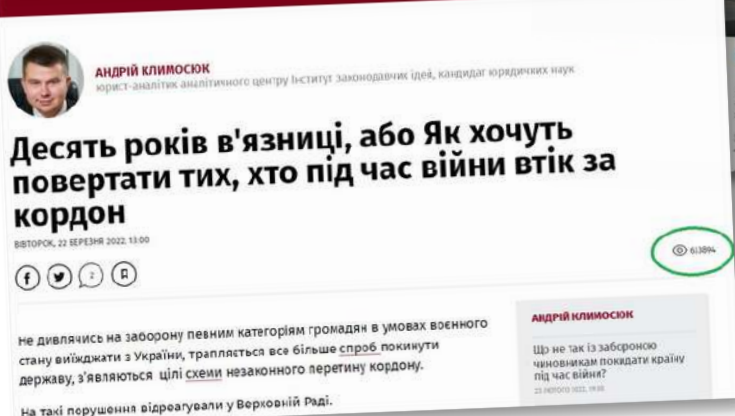 АНДРІЙ КЛИМОСЮК
юрист-аналітик аналітичного центру Інститут законодавчих ідей, кандидат юридичних наук
Десять років в'язниці, або Як хочуть
повертати тих, хто під час війни втік за
кордон
ВІВТОРОК, 22 БЕРЕЗНЯ 2022, 13:00
2
613894
Не дивлячись на заборону певним категоріям громадян в умовах воєнного
стану виїжджати з України, трапляється все більше спроб покинути
державу, з'являються цілі схеми незаконного перетину кордону.
На такі порушення відреагували у Верховній Раді.
АНДРІЙ КЛИМОСЮК
Що не так із забороною
чиновникам покидати країну
під час війни?